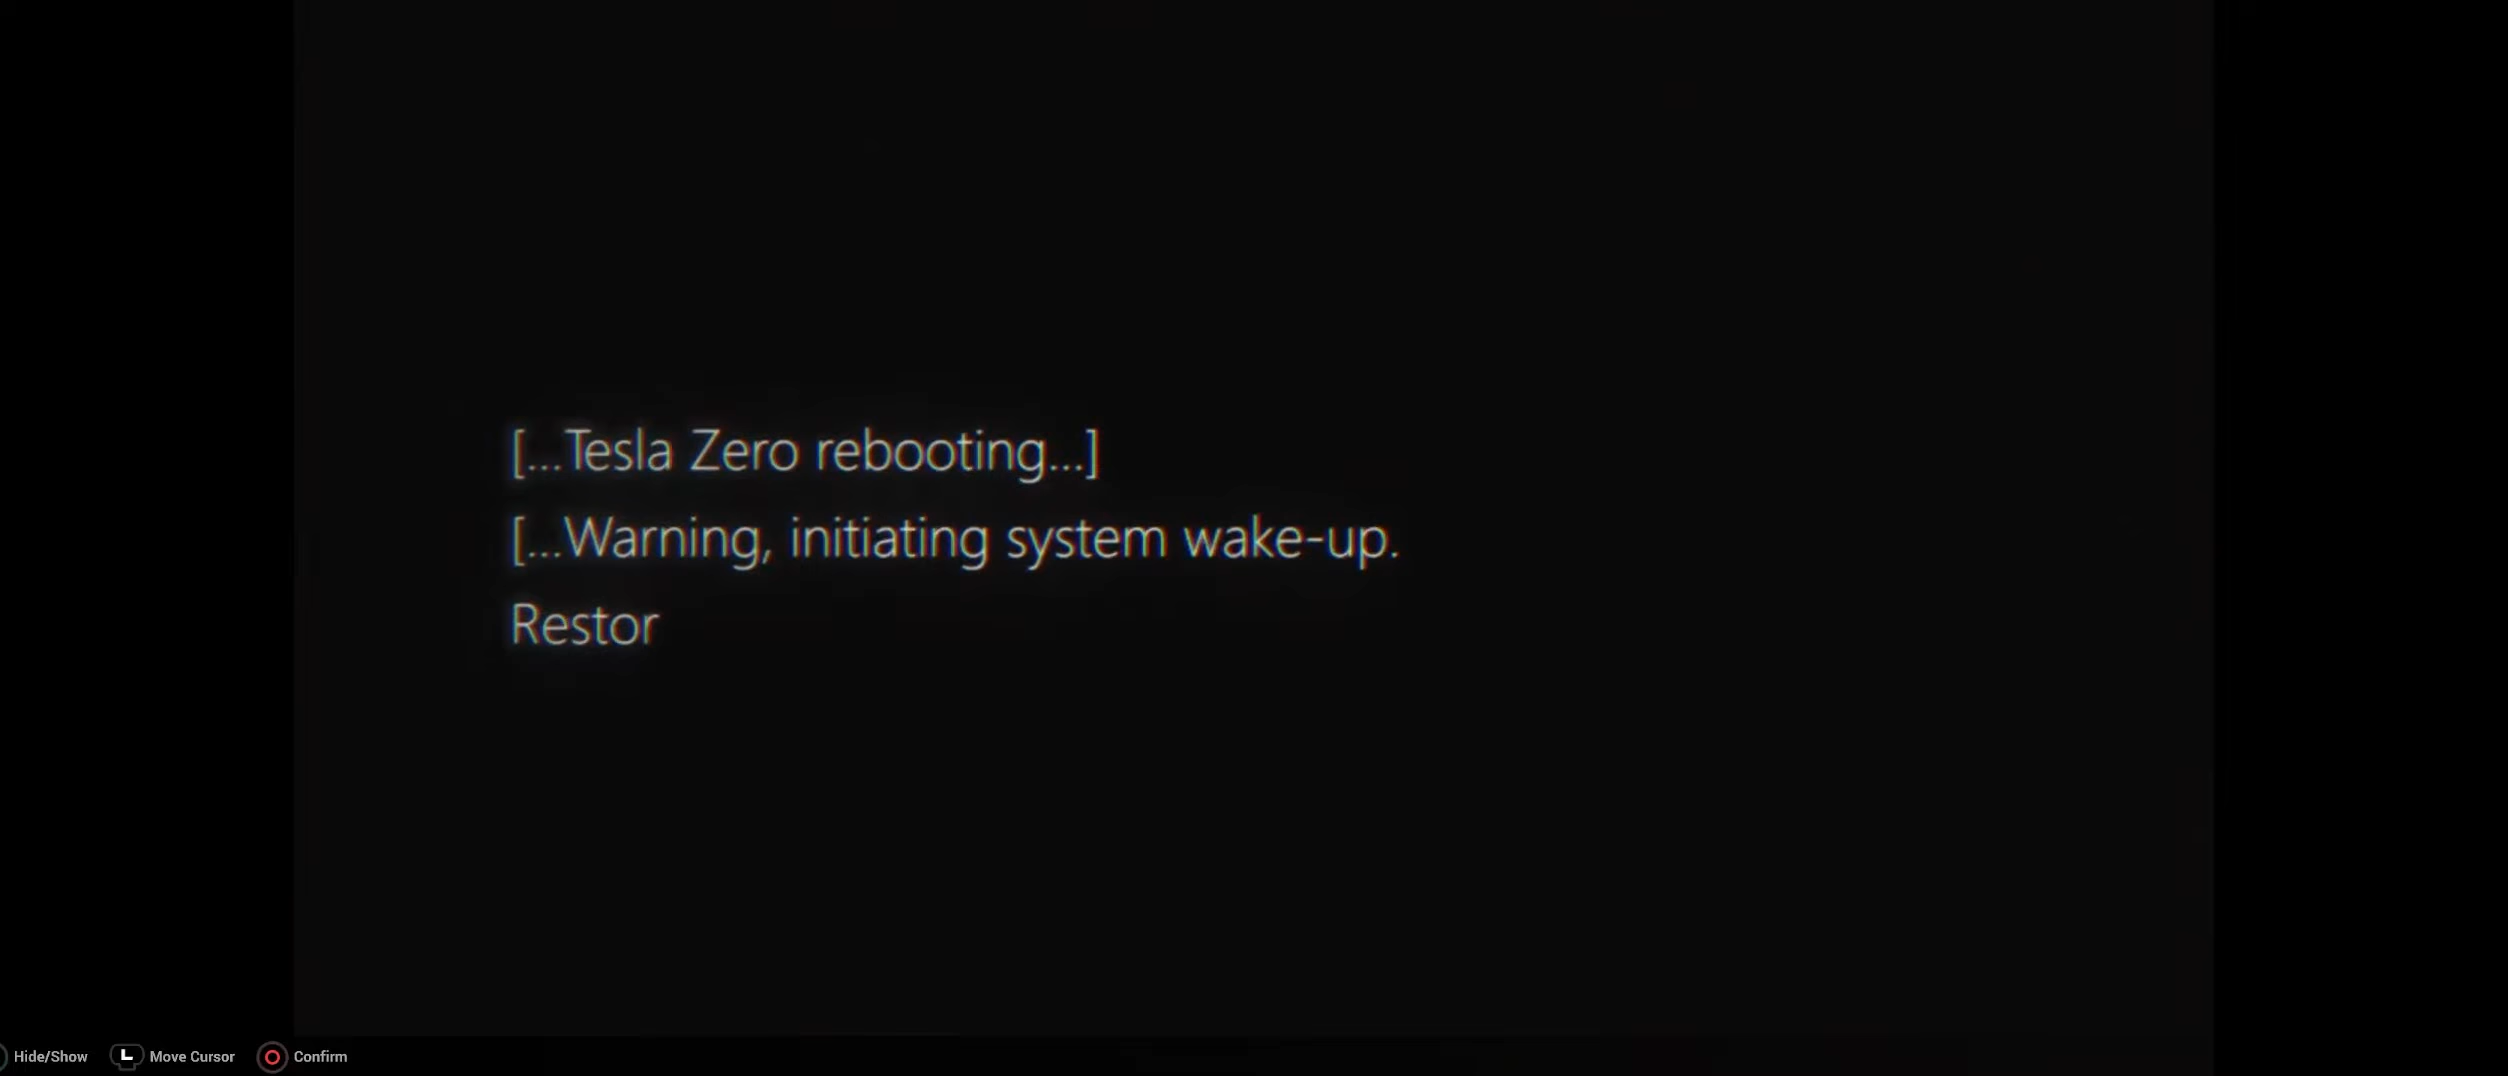 [...Tesla Zero rebooting...]
[...Warning, initiating system wake-up.
Restor
Hide/Show L Move Cursor Confirm